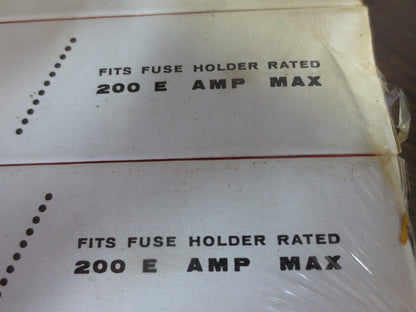 FITS FUSE HOLDER RATED
200 E AMP MAX
FITS FUSE HOLDER RATED
200 E AMP MAX